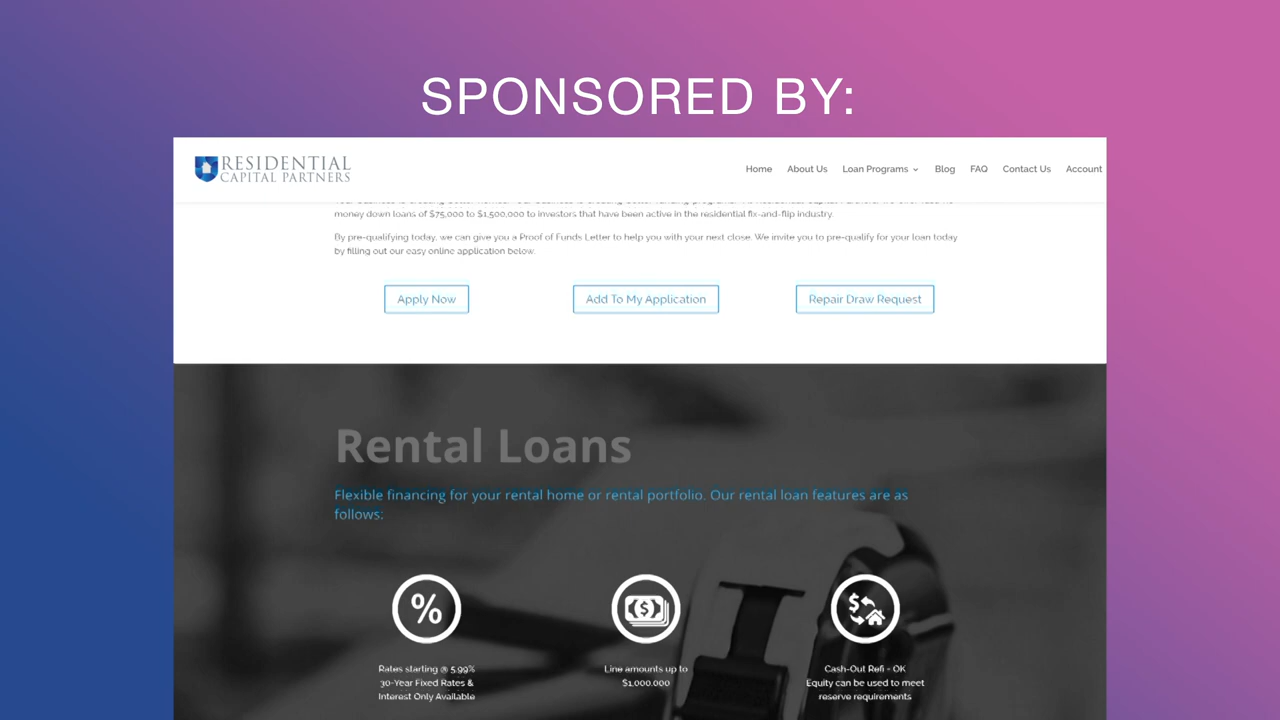 SPONSORED BY:
RESIDENTIAL
CAPITAL PARTNERS
Home About Us Loan Programs Blog FAQ Contact Us Account
money down loans of $75,000 to $1,500,000 to investors that have been active in the residential fix-and-flip industry.
By pre-qualifying today, we can give you a Proof of Funds Letter to help you with your next close. We invite you to pre-qualify for your loan today
by filling out our easy online application below.
Apply Now Add To My Application Repair Draw Request
Rental Loans
Flexible financing for your rental home or rental portfolio. Our rental loan features are as
follows:
%
$
$
Rates starting @ 5.99%
30-Year Fixed Rates &
Interest Only Available
Line amounts up to
$1,000,000
Cash-Out Refi - OK
Equity can be used to meet
reserve requirements